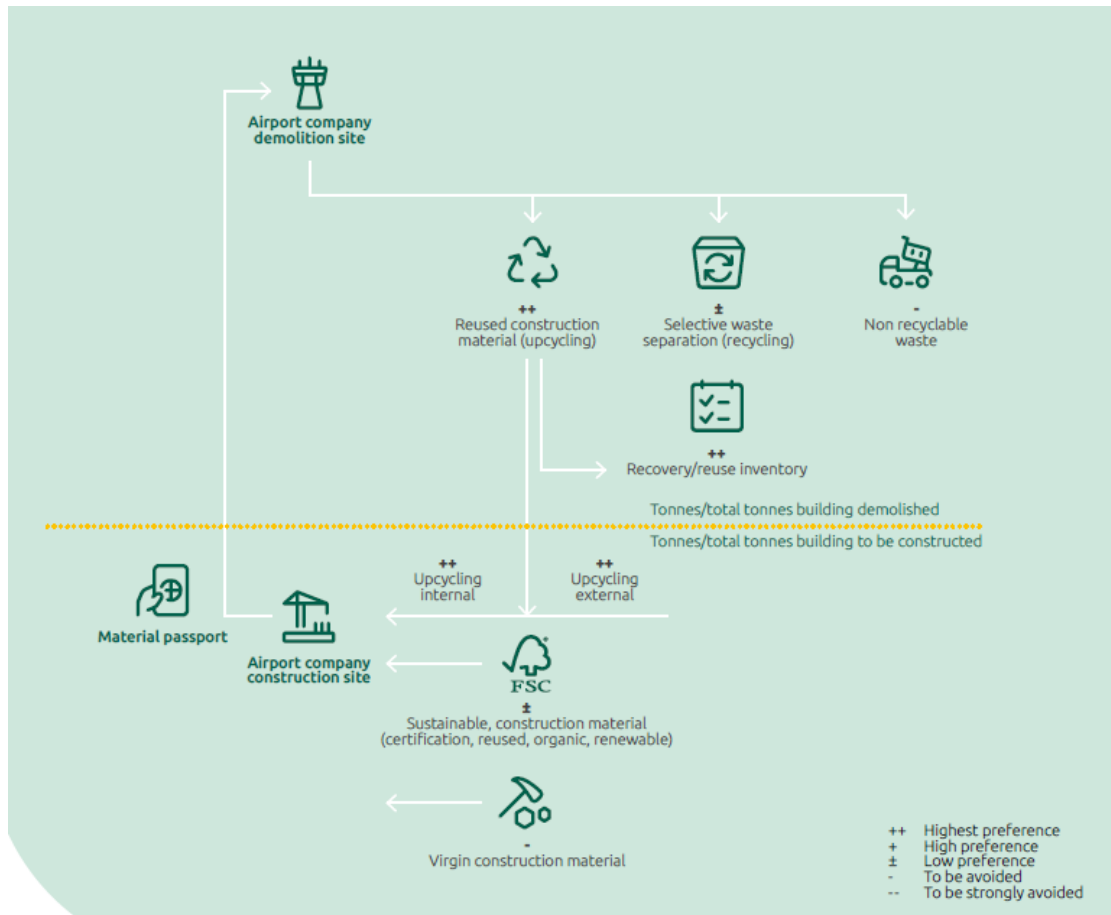 Airport company
demolition site
++
Reused construction
material (upcycling)
±
Selective waste
separation (recycling)
-
Non recyclable
waste
++
Recovery/reuse inventory
Tonnes/total tonnes building demolished
Tonnes/total tonnes building to be constructed
++
Upcycling
internal
++
Upcycling
external
Material passport
Airport company
construction site
FSC
±
Sustainable, construction material
(certification, reused, organic, renewable)
-
Virgin construction material
++ Highest preference
+ High preference
± Low preference
- To be avoided
-- To be strongly avoided